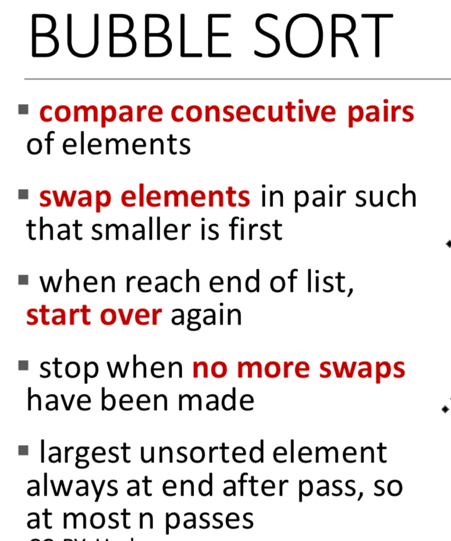 BUBBLE SORT
▪ compare consecutive pairs
of elements
▪ swap elements in pair such
that smaller is first
▪ when reach end of list,
start over again
▪ stop when no more swaps
have been made
▪ largest unsorted element
always at end after pass, so
at most n passes